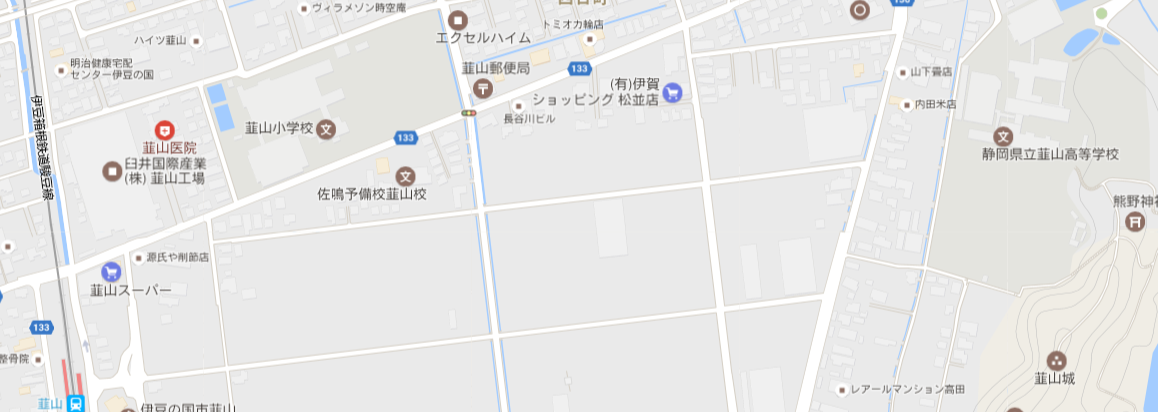 ヴィラメゾン時空庵
ハイツ韮山
エクセルハイム
トミオカ輪店
明治健康宅配
センター伊豆の国
韮山郵便局
133
(有)伊賀
ショッピング 松並店
長谷川ビル
山下畳店
内田米店
伊豆箱根鉄道駿豆線
韮山医院
韮山小学校
133
臼井国際産業
(株) 韮山工場
佐鳴予備校韮山校
静岡県立韮山高等学校
熊野神社
源氏や削節店
韮山スーパー
133
整骨院
韮山城
レアールマンション高田
韮山
伊豆の国市韮山